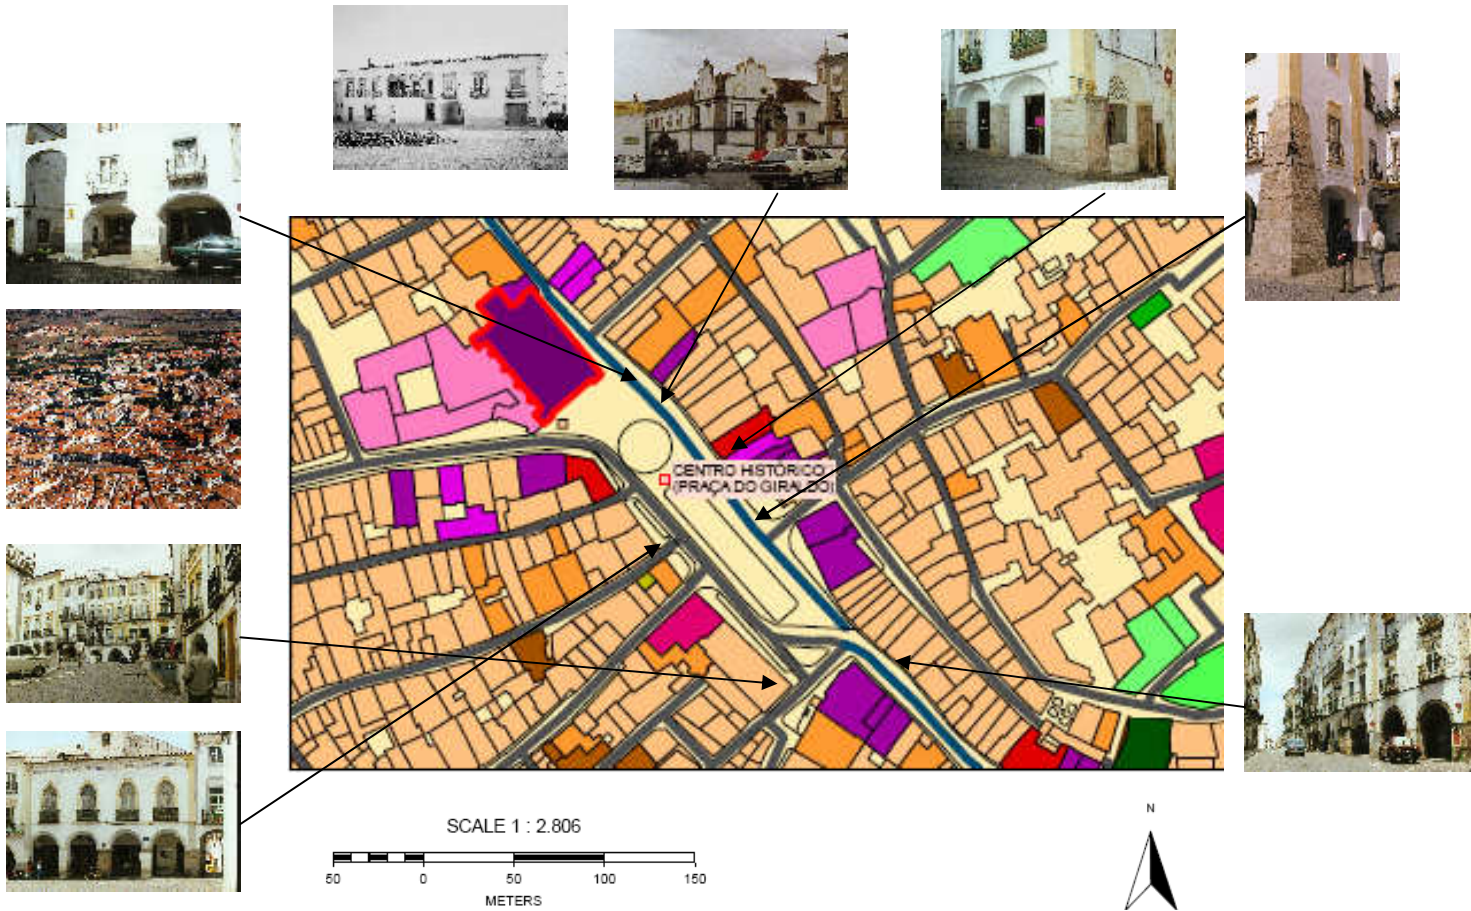 CENTRO HISTÓRICO
(PRAÇA DO GIRALDO)
SCALE 1 : 2.806
50 0 50 100 150
METERS
N